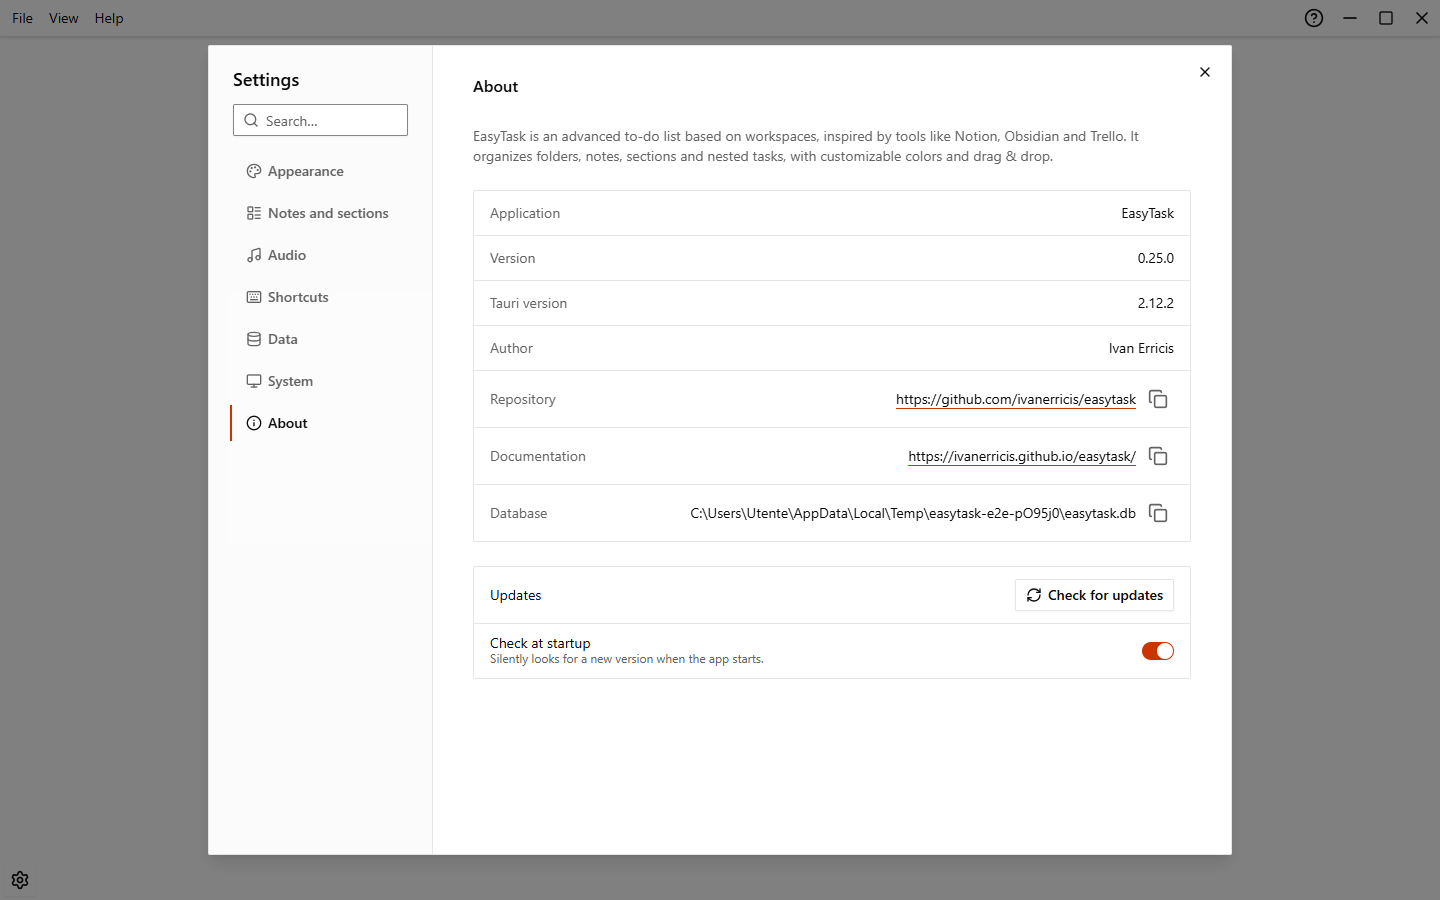 File View Help
Settings
Search...
Appearance
Notes and sections
Audio
Shortcuts
Data
System
About
About
EasyTask is an advanced to-do list based on workspaces, inspired by tools like Notion, Obsidian and Trello. It
organizes folders, notes, sections and nested tasks, with customizable colors and drag & drop.
Application EasyTask
Version 0.25.0
Tauri version 2.12.2
Author Ivan Erricis
Repository https://github.com/ivanerricis/easytask
Documentation https://ivanerricis.github.io/easytask/
Database C:\Users\Utente\AppData\Local\Temp\easytask-e2e-pO95j0\easytask.db
Updates Check for updates
Check at startup
Silently looks for a new version when the app starts.